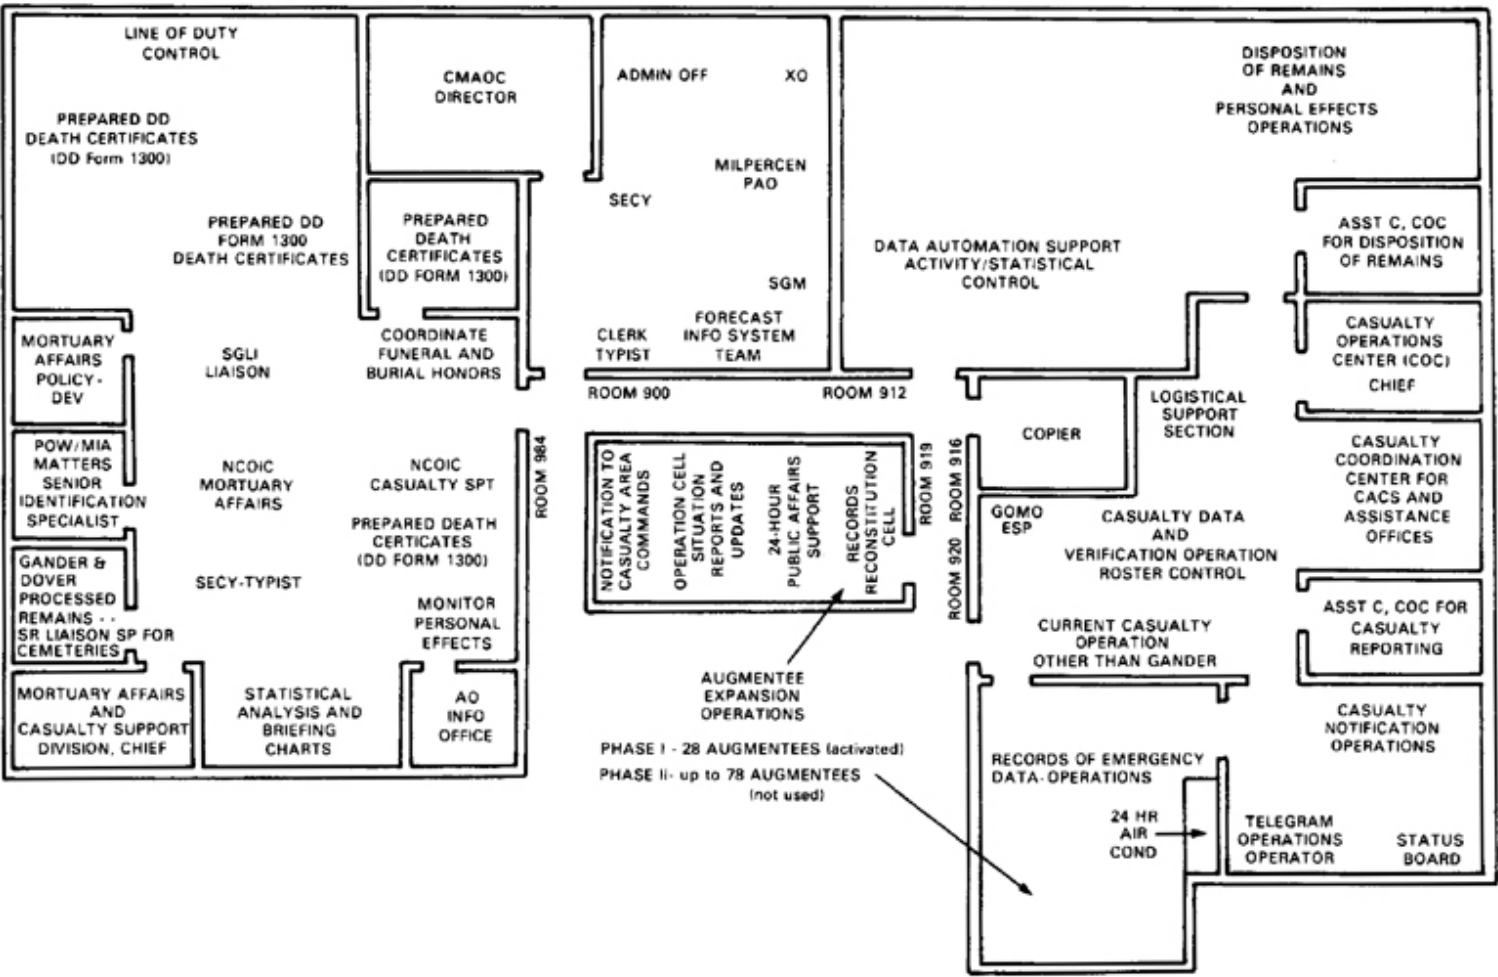 LINE OF DUTY
CONTROL
PREPARED DD
DEATH CERTIFICATES
(DD Form 1300)
PREPARED DD
FORM 1300
DEATH CERTIFICATES
CMAOC
DIRECTOR
PREPARED
DEATH
CERTIFICATES
(DD FORM 1300)
ADMIN OFF
XO
MILPERCEN
PAO
SECY
SGM
CLERK
TYPIST
FORECAST
INFO SYSTEM
TEAM
DISPOSITION
OF REMAINS
AND
PERSONAL EFFECTS
OPERATIONS
DATA AUTOMATION SUPPORT
ACTIVITY/STATISTICAL
CONTROL
ASST C, COC
FOR DISPOSITION
OF REMAINS
MORTUARY
AFFAIRS
POLICY-
DEV
SGLI
LIAISON
COORDINATE
FUNERAL AND
BURIAL HONORS
ROOM 900
ROOM 912
CASUALTY
OPERATIONS
CENTER (COC)
CHIEF
LOGISTICAL
SUPPORT
SECTION
COPIER
POW/MIA
MATTERS
SENIOR
IDENTIFICATION
SPECIALIST
NCOIC
MORTUARY
AFFAIRS
NCOIC
CASUALTY SPT
PREPARED DEATH
CERTICATES
(DD FORM 1300)
ROOM 984
NOTIFICATION TO
CASUALTY AREA
COMMANDS
OPERATION CELL
SITUATION
REPORTS AND
UPDATES
24-HOUR
PUBLIC AFFAIRS
SUPPORT
RECORDS
RECONSTITUTION
CELL
ROOM 919
ROOM 916
ROOM 920
GOMO
ESP
CASUALTY DATA
AND
VERIFICATION OPERATION
ROSTER CONTROL
CASUALTY
COORDINATION
CENTER FOR
CACS AND
ASSISTANCE
OFFICES
GANDER &
DOVER
PROCESSED
REMAINS - -
SR LIAISON SP FOR
CEMETERIES
SECY-TYPIST
MONITOR
PERSONAL
EFFECTS
CURRENT CASUALTY
OPERATION
OTHER THAN GANDER
ASST C, COC FOR
CASUALTY
REPORTING
MORTUARY AFFAIRS
AND
CASUALTY SUPPORT
DIVISION, CHIEF
STATISTICAL
ANALYSIS AND
BRIEFING
CHARTS
AO
INFO
OFFICE
AUGMENTEE
EXPANSION
OPERATIONS
PHASE I - 28 AUGMENTEES (activated)
PHASE II- up to 78 AUGMENTEES
(not used)
RECORDS OF EMERGENCY
DATA-OPERATIONS
24 HR
AIR
COND
CASUALTY
NOTIFICATION
OPERATIONS
TELEGRAM
OPERATIONS
OPERATOR
STATUS
BOARD